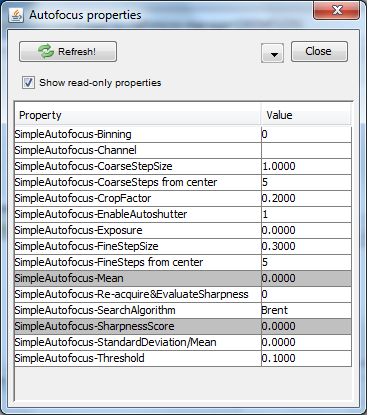 Autofocus properties
Refresh!
Close
Show read-only properties
Property Value
SimpleAutofocus-Binning 0
SimpleAutofocus-Channel
SimpleAutofocus-CoarseStepSize 1.0000
SimpleAutofocus-CoarseSteps from center 5
SimpleAutofocus-CropFactor 0.2000
SimpleAutofocus-EnableAutoshutter 1
SimpleAutofocus-Exposure 0.0000
SimpleAutofocus-FineStepSize 0.3000
SimpleAutofocus-FineSteps from center 5
SimpleAutofocus-Mean 0.0000
SimpleAutofocus-Re-acquire&EvaluateSharpness 0
SimpleAutofocus-SearchAlgorithm Brent
SimpleAutofocus-SharpnessScore 0.0000
SimpleAutofocus-StandardDeviation/Mean 0.0000
SimpleAutofocus-Threshold 0.1000